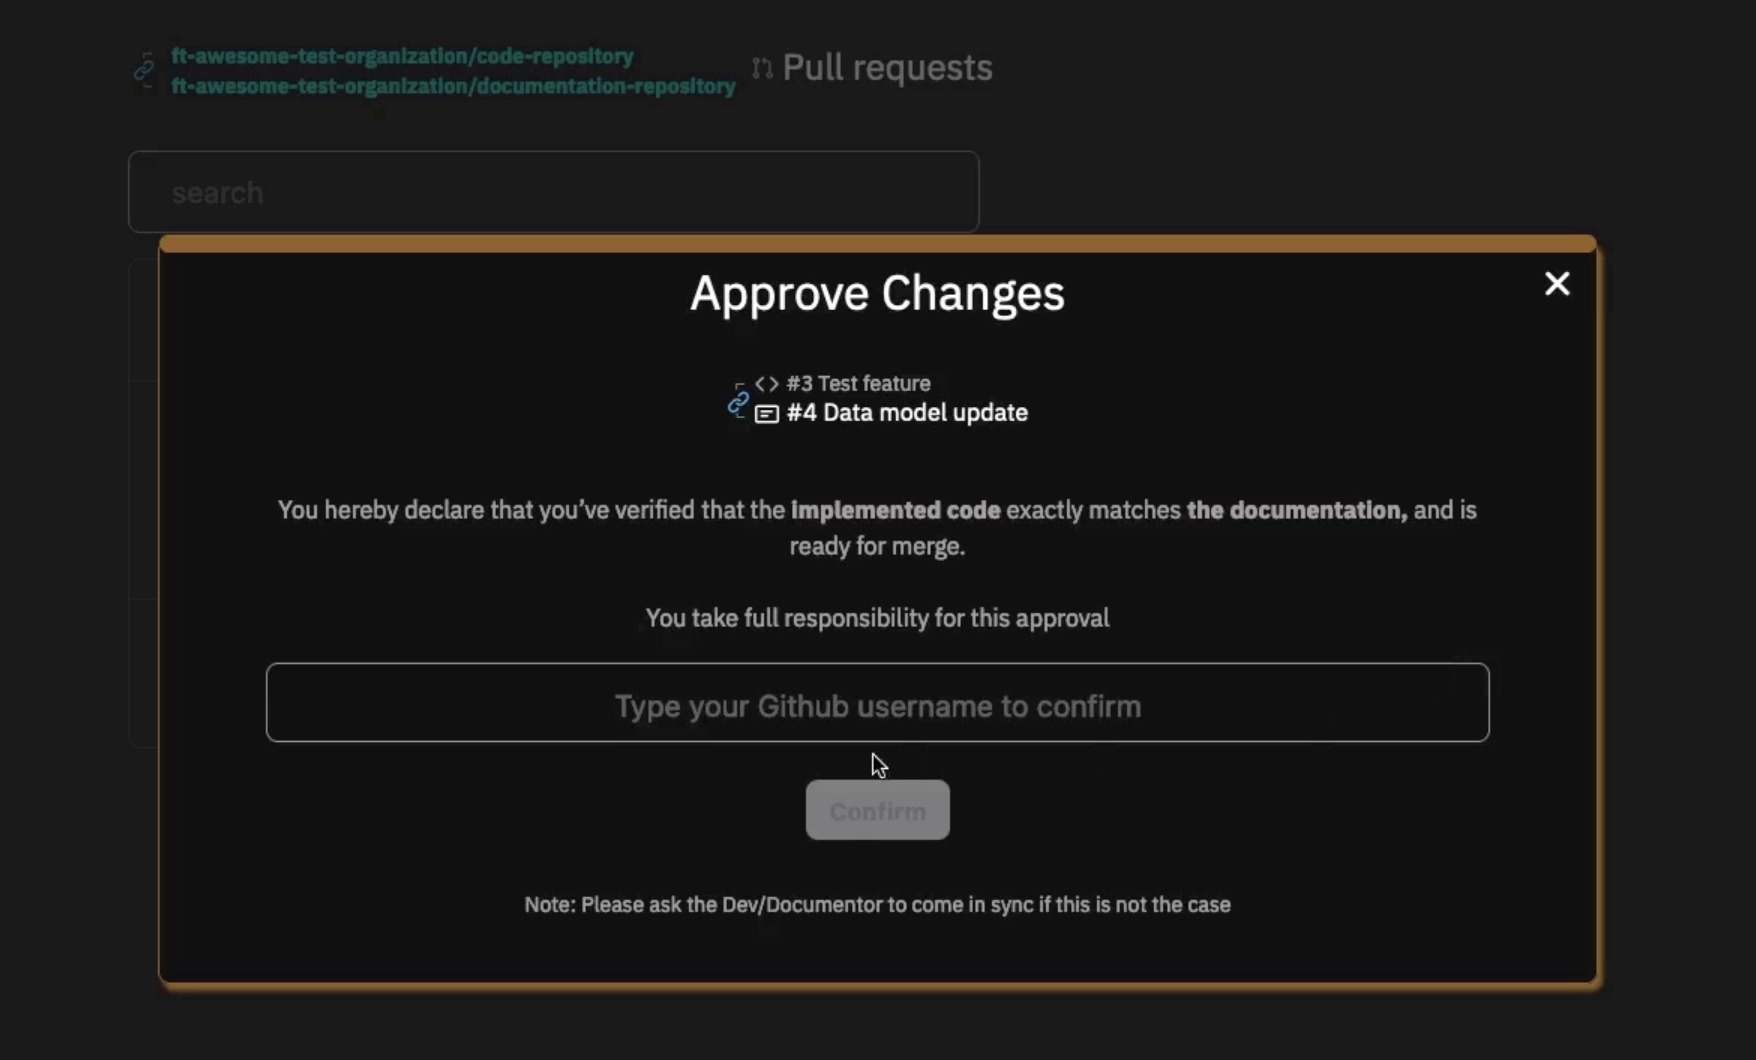 ft-awesome-test-organization/code-repository
ft-awesome-test-organization/documentation-repository
Pull requests
search
Approve Changes
#3 Test feature
#4 Data model update
You hereby declare that you’ve verified that the implemented code exactly matches the documentation, and is
ready for merge.
You take full responsibility for this approval
Type your Github username to confirm
Confirm
Note: Please ask the Dev/Documentor to come in sync if this is not the case